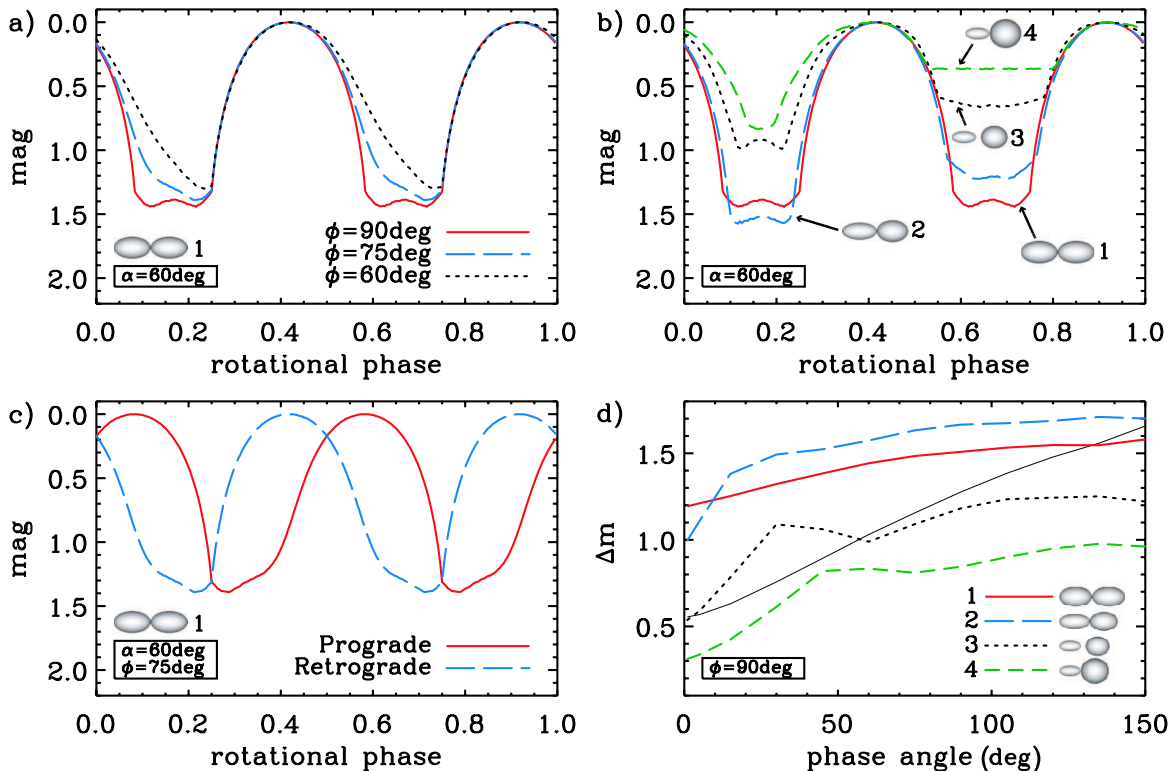 a)
0.0
0.5
1.0
1.5
2.0
mag
1
α=60deg
ϕ=90deg
ϕ=75deg
ϕ=60deg
0.0 0.2 0.4 0.6 0.8 1.0
rotational phase
b)
0.0
0.5
1.0
1.5
2.0
mag
4
3
2
1
α=60deg
0.0 0.2 0.4 0.6 0.8 1.0
rotational phase
c)
0.0
0.5
1.0
1.5
2.0
mag
1
α=60deg
ϕ=75deg
Prograde
Retrograde
0.0 0.2 0.4 0.6 0.8 1.0
rotational phase
d)
1.5
1.0
0.5
Δm
1
2
3
4
ϕ=90deg
0 50 100 150
phase angle (deg)